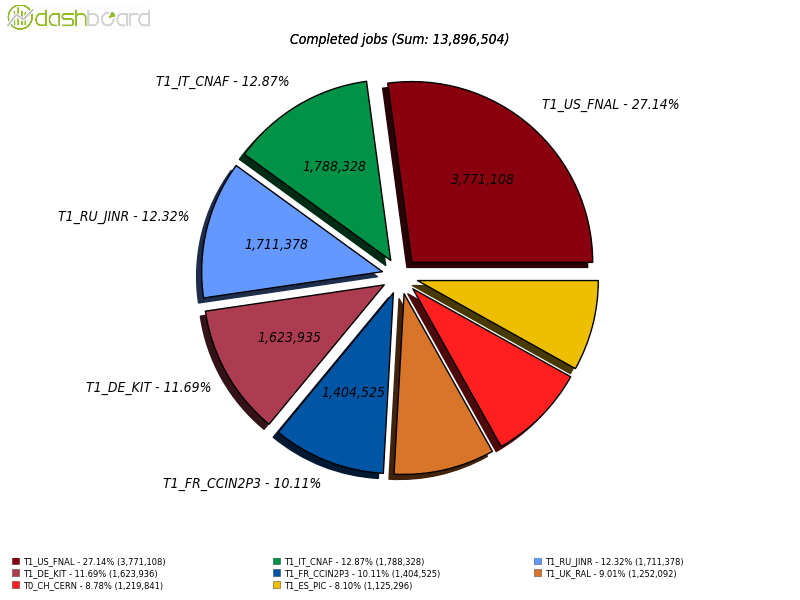 dashboard
Completed jobs (Sum: 13,896,504)
T1_IT_CNAF - 12.87%
T1_US_FNAL - 27.14%
1,788,328
3,771,108
T1_RU_JINR - 12.32%
1,711,378
1,623,935
T1_DE_KIT - 11.69%
1,404,525
T1_FR_CCIN2P3 - 10.11%
T1_US_FNAL - 27.14% (3,771,108)
T1_IT_CNAF - 12.87% (1,788,328)
T1_RU_JINR - 12.32% (1,711,378)
T1_DE_KIT - 11.69% (1,623,936)
T1_FR_CCIN2P3 - 10.11% (1,404,525)
T1_UK_RAL - 9.01% (1,252,092)
T0_CH_CERN - 8.78% (1,219,841)
T1_ES_PIC - 8.10% (1,125,296)